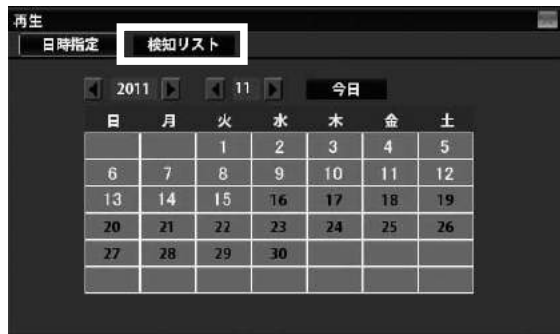 再生
日時指定 検知リスト
2011 11 今日
日 月 火 水 木 金 土
1 2 3 4 5
6 7 8 9 10 11 12
13 14 15 16 17 18 19
20 21 22 23 24 25 26
27 28 29 30